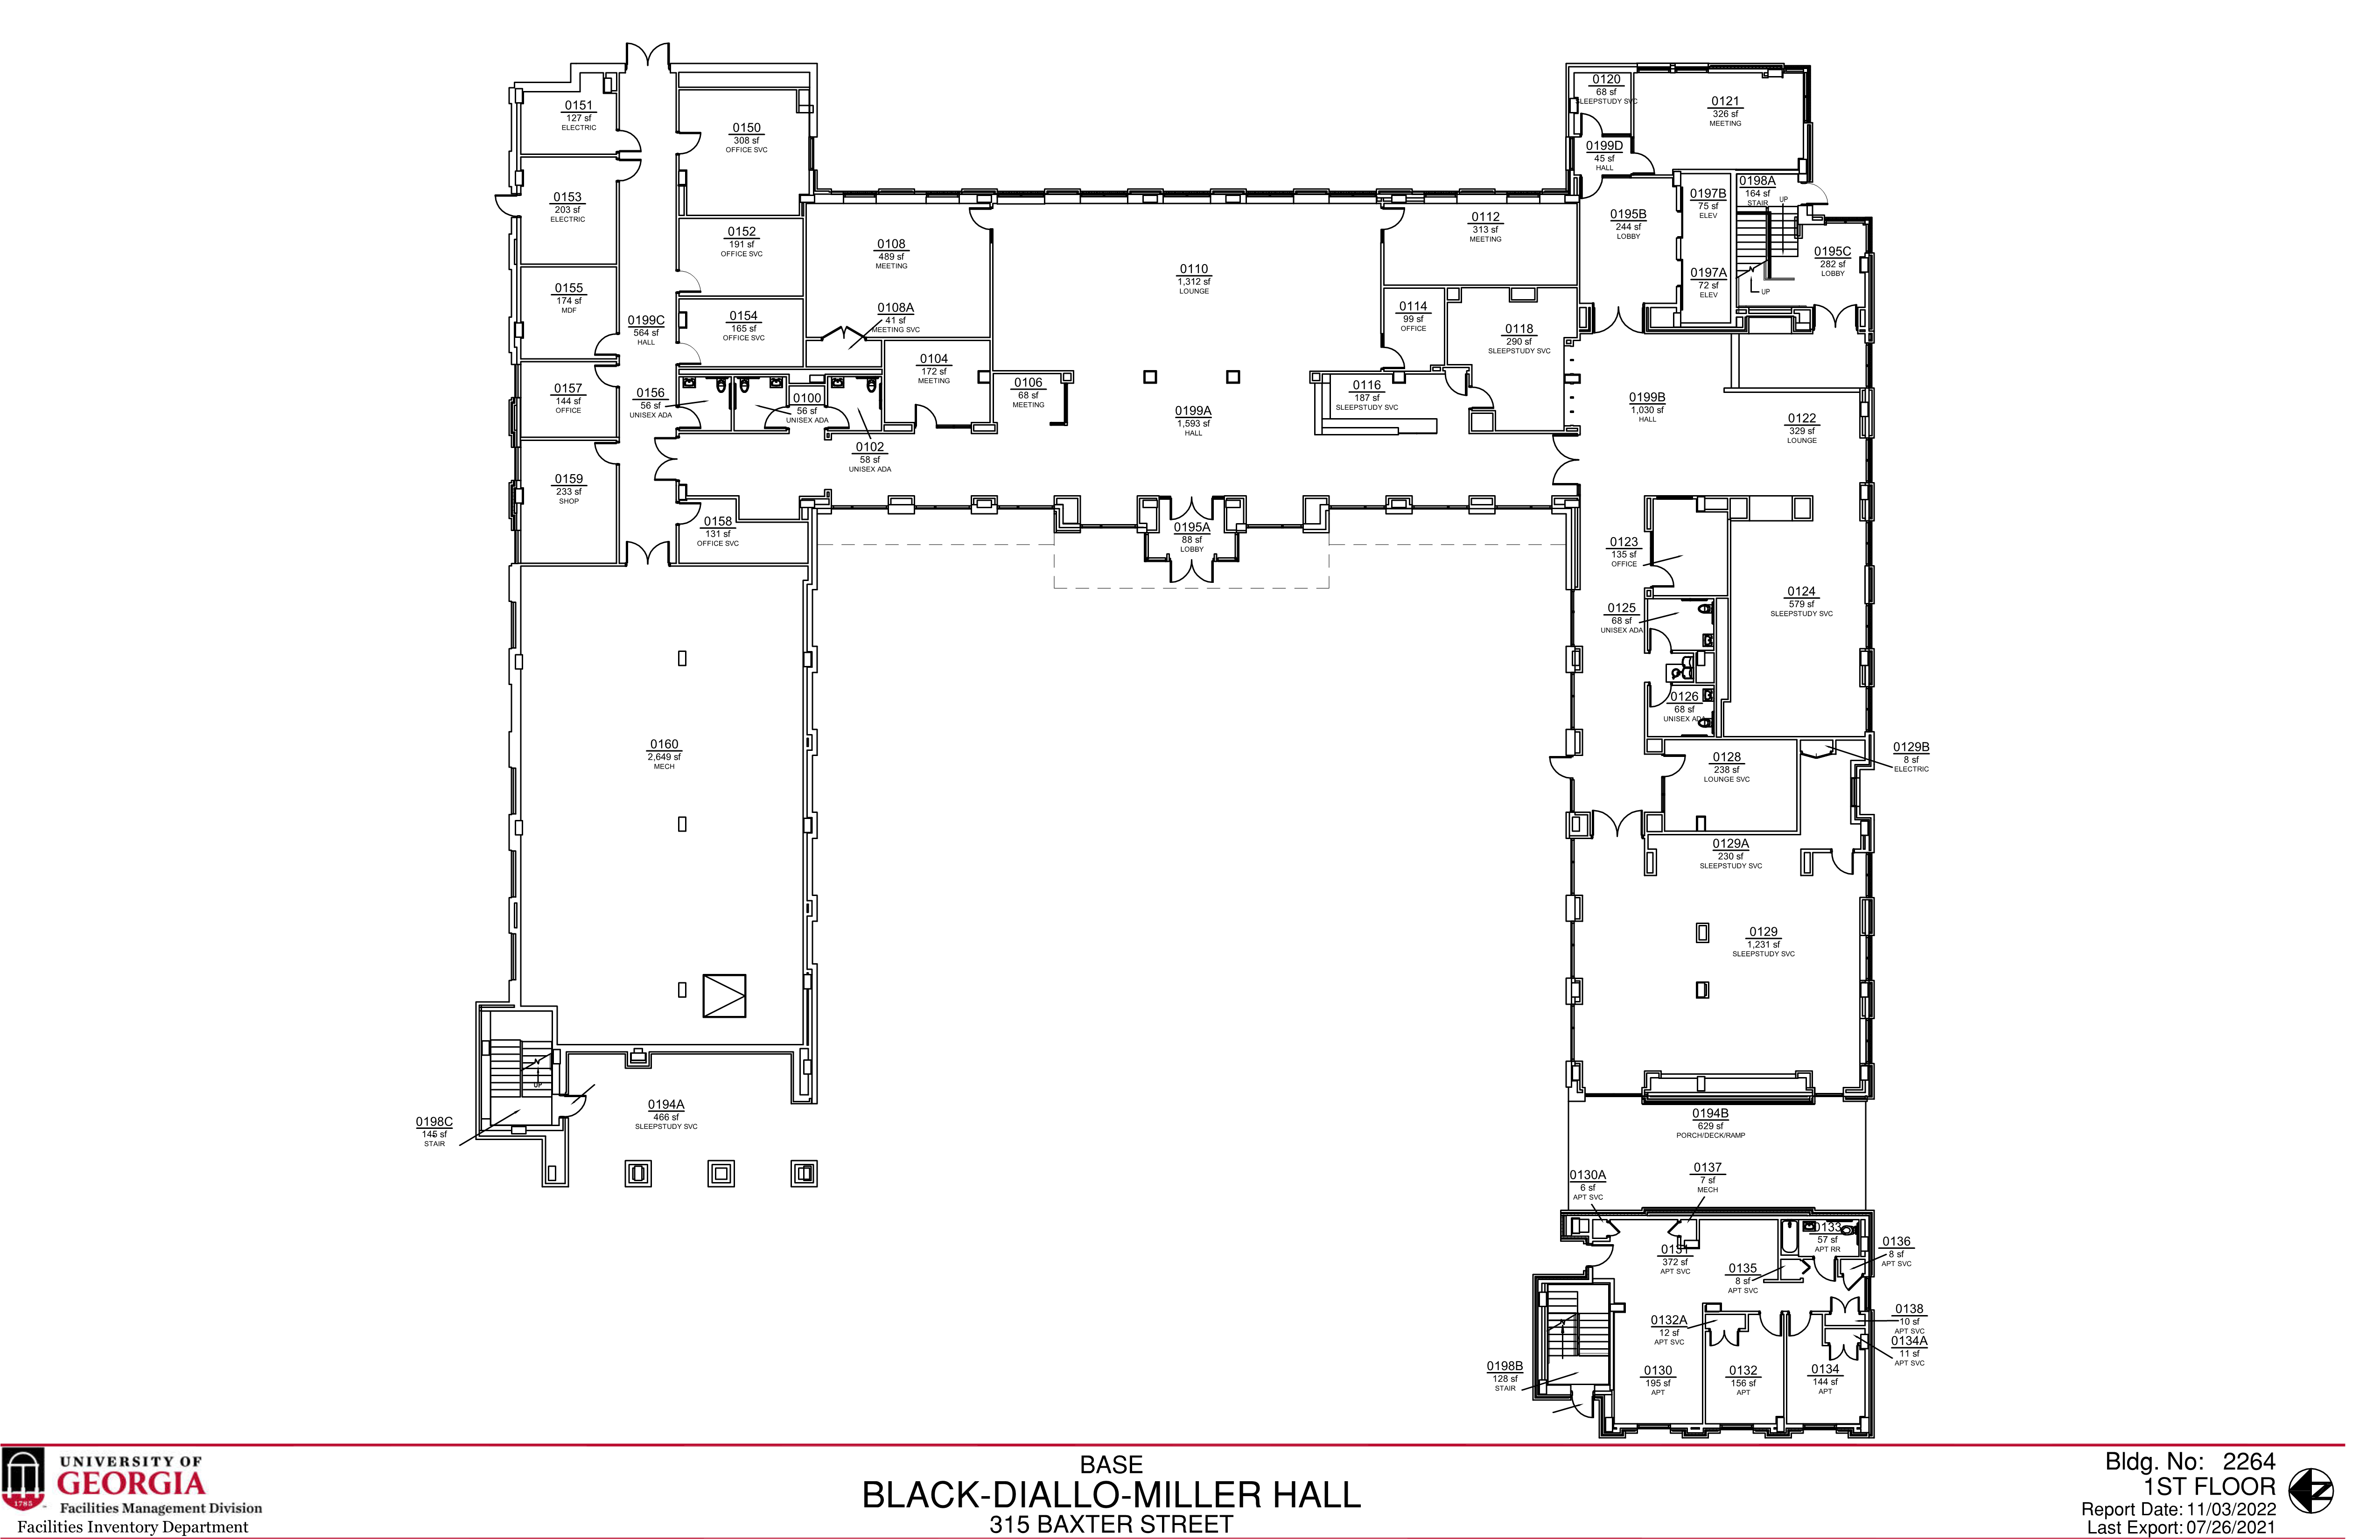 0151
127 sf
ELECTRIC
0150
308 sf
OFFICE SVC
0153
203 sf
ELECTRIC
0152
191 sf
OFFICE SVC
0155
174 sf
MDF
0199C
564 sf
HALL
0154
165 sf
OFFICE SVC
0157
144 sf
OFFICE
0156
56 sf
UNISEX ADA
0100
56 sf
UNISEX ADA
0102
58 sf
UNISEX ADA
0159
233 sf
SHOP
0158
131 sf
OFFICE SVC
0108
489 sf
MEETING
0108A
41 sf
MEETING SVC
0104
172 sf
MEETING
0106
68 sf
MEETING
0110
1,312 sf
LOUNGE
0199A
1,593 sf
HALL
0195A
88 sf
LOBBY
0112
313 sf
MEETING
0114
99 sf
OFFICE
0118
290 sf
SLEEPSTUDY SVC
0116
187 sf
SLEEPSTUDY SVC
0120
68 sf
SLEEPSTUDY SVC
0121
326 sf
MEETING
0199D
45 sf
HALL
0195B
244 sf
LOBBY
0197B
75 sf
ELEV
0197A
72 sf
ELEV
0198A
164 sf
STAIR
UP
UP
0195C
282 sf
LOBBY
0199B
1,030 sf
HALL
0122
329 sf
LOUNGE
0123
135 sf
OFFICE
0124
579 sf
SLEEPSTUDY SVC
0125
68 sf
UNISEX ADA
0126
68 sf
UNISEX ADA
0128
238 sf
LOUNGE SVC
0129B
8 sf
ELECTRIC
0129A
230 sf
SLEEPSTUDY SVC
0129
1,231 sf
SLEEPSTUDY SVC
0160
2,649 sf
MECH
UP
0198C
145 sf
STAIR
0194A
466 sf
SLEEPSTUDY SVC
0194B
629 sf
PORCH/DECK/RAMP
0130A
6 sf
APT SVC
0137
7 sf
MECH
0131
372 sf
APT SVC
0133
57 sf
APT RR
0136
8 sf
APT SVC
0135
8 sf
APT SVC
0138
10 sf
APT SVC
0132A
12 sf
APT SVC
0134A
11 sf
APT SVC
0198B
128 sf
STAIR
0130
195 sf
APT
0132
156 sf
APT
0134
144 sf
APT
1785
UNIVERSITY OF
GEORGIA
Facilities Management Division
Facilities Inventory Department
BASE
BLACK-DIALLO-MILLER HALL
315 BAXTER STREET
Bldg. No: 2264
1ST FLOOR
Report Date: 11/03/2022
Last Export: 07/26/2021
N